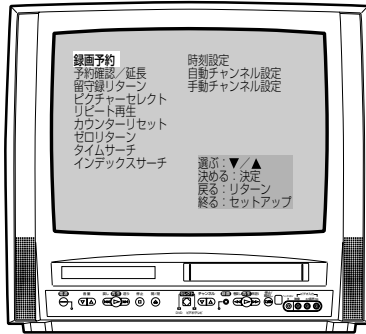 録画予約
予約確認／延長
留守録リターン
ピクチャーセレクト
リピート再生
カウンターリセット
ゼロリターン
タイムサーチ
インデックスサーチ
時刻設定
自動チャンネル設定
手動チャンネル設定
選ぶ：▼／▲
決める：決定
戻る：リターン
終る：セットアップ
チャンネル